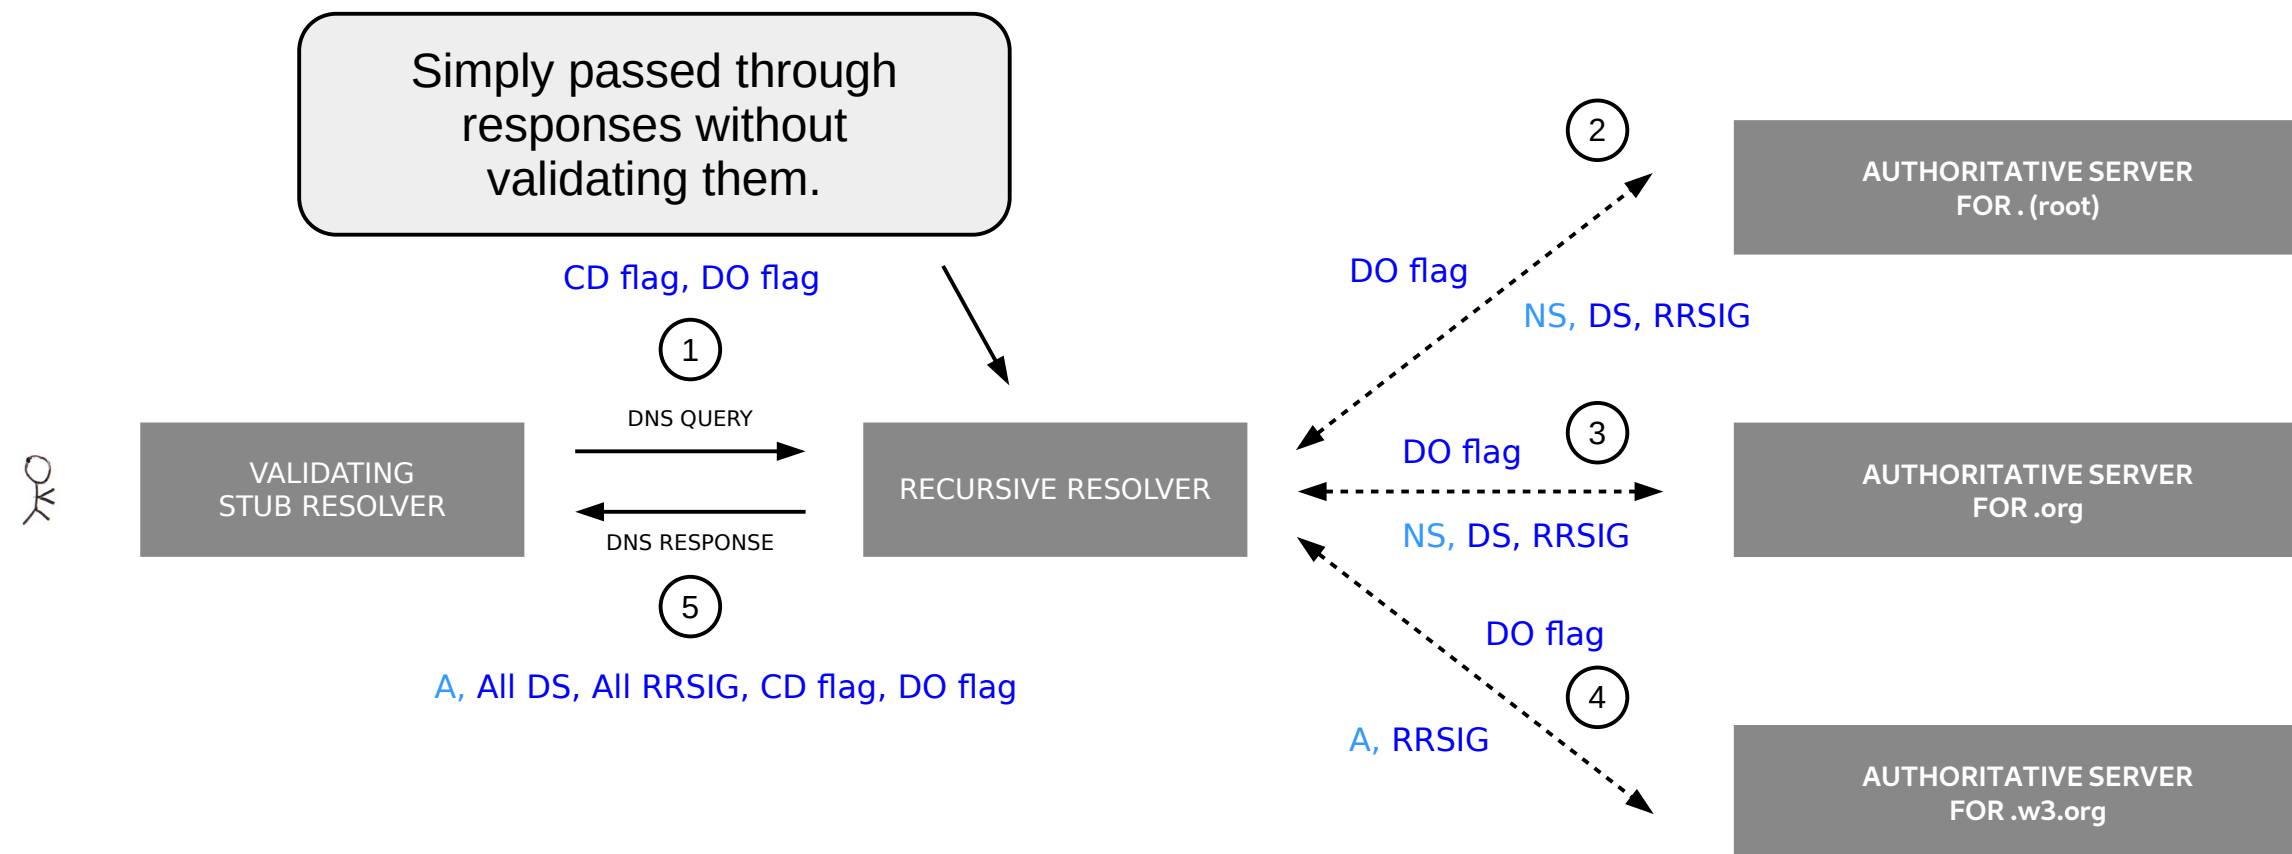 Simply passed through
responses without
validating them.
CD flag, DO flag
1
DNS QUERY
VALIDATING
STUB RESOLVER
RECURSIVE RESOLVER
DNS RESPONSE
5
A, All DS, All RRSIG, CD flag, DO flag
2
AUTHORITATIVE SERVER
FOR . (root)
DO flag
NS, DS, RRSIG
3
DO flag
AUTHORITATIVE SERVER
FOR .org
NS, DS, RRSIG
DO flag
4
A, RRSIG
AUTHORITATIVE SERVER
FOR .w3.org